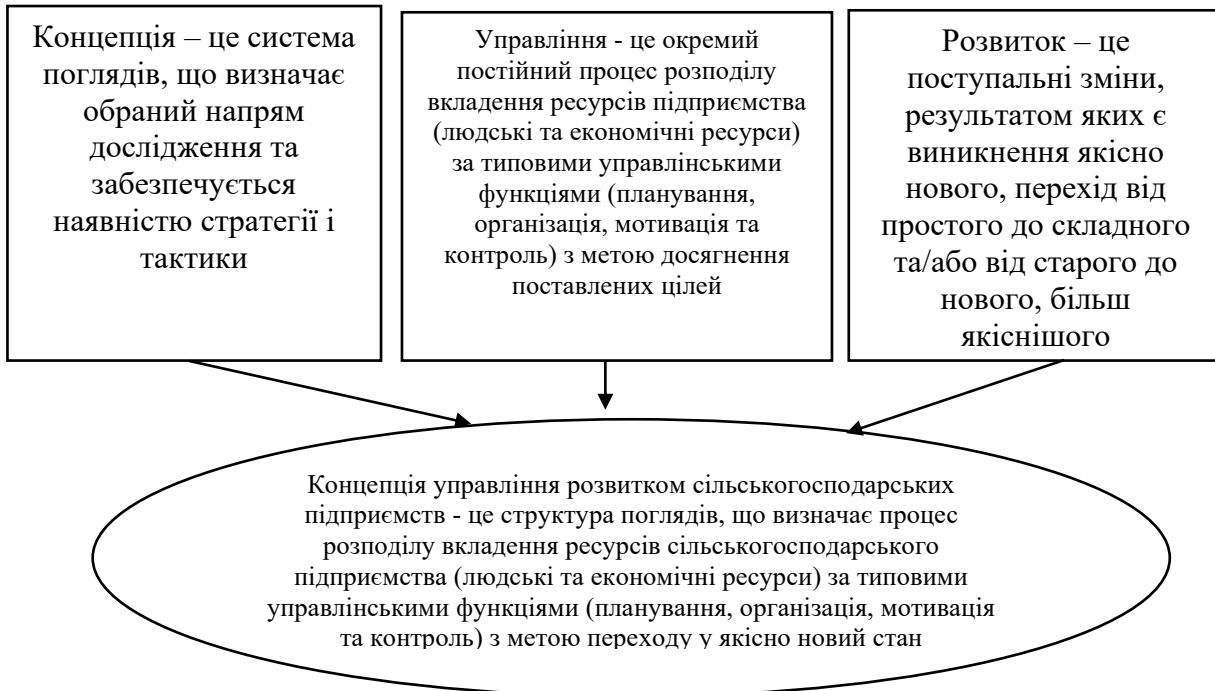 Концепція – це система
поглядів, що визначає
обраний напрям
дослідження та
забезпечується
наявністю стратегії і
тактики
Управління - це окремий
постійний процес розподілу
вкладення ресурсів підприємства
(людські та економічні ресурси)
за типовими управлінськими
функціями (планування,
організація, мотивація та
контроль) з метою досягнення
поставлених цілей
Розвиток – це
поступальні зміни,
результатом яких є
виникнення якісно
нового, перехід від
простого до складного
та/або від старого до
нового, більш
якіснішого
Концепція управління розвитком сільськогосподарських
підприємств - це структура поглядів, що визначає процес
розподілу вкладення ресурсів сільськогосподарського
підприємства (людські та економічні ресурси) за типовими
управлінськими функціями (планування, організація, мотивація
та контроль) з метою переходу у якісно новий стан